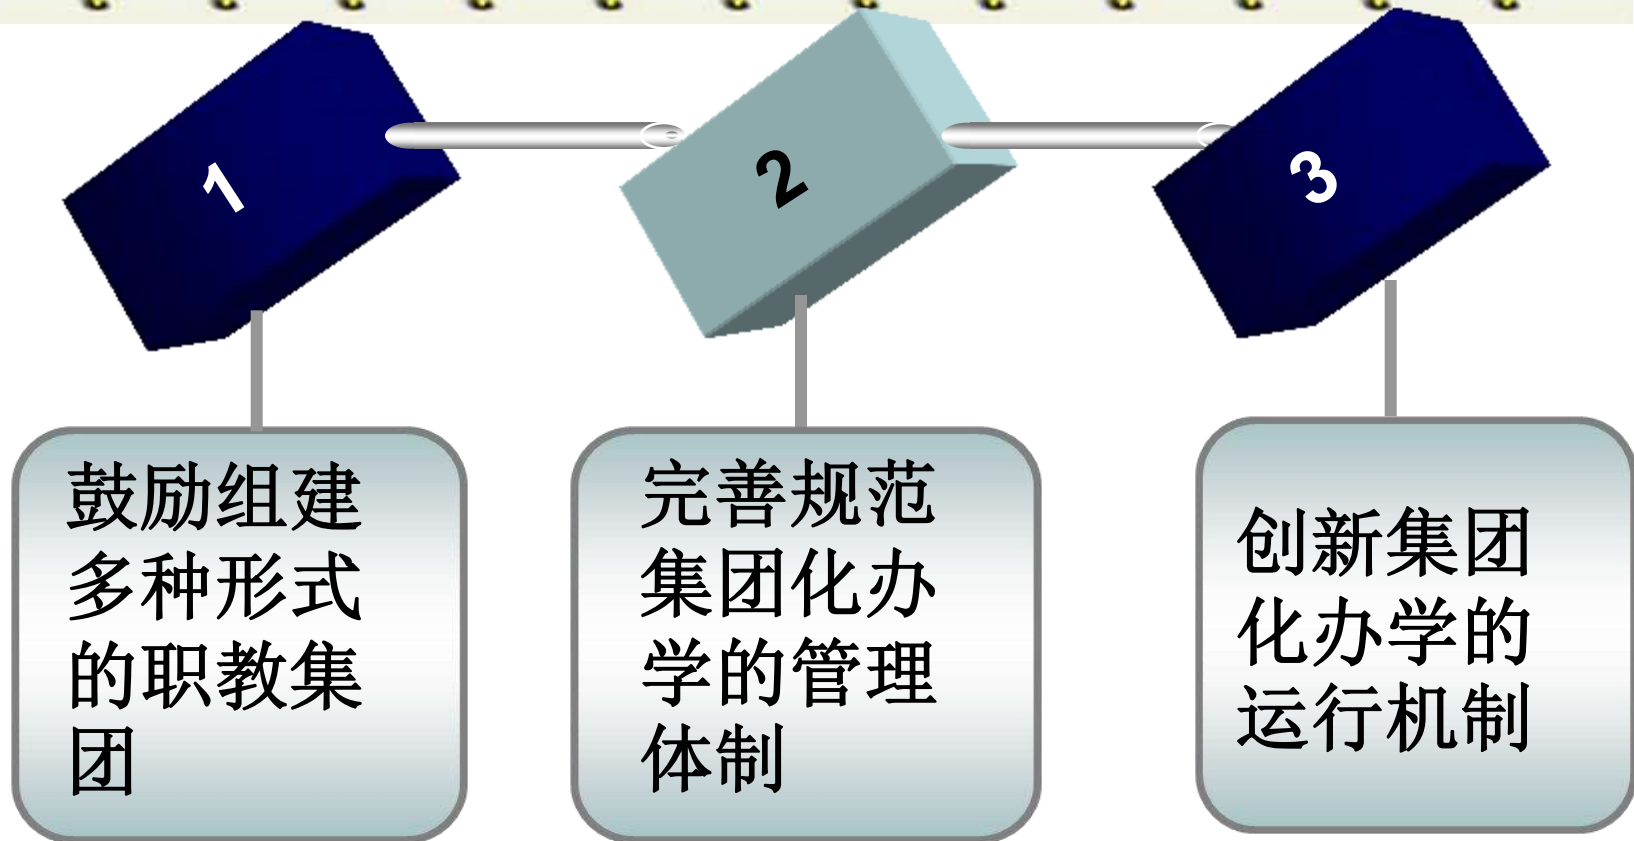 1
2
3
鼓励组建
多种形式
的职教集
团
完善规范
集团化办
学的管理
体制
创新集团
化办学的
运行机制